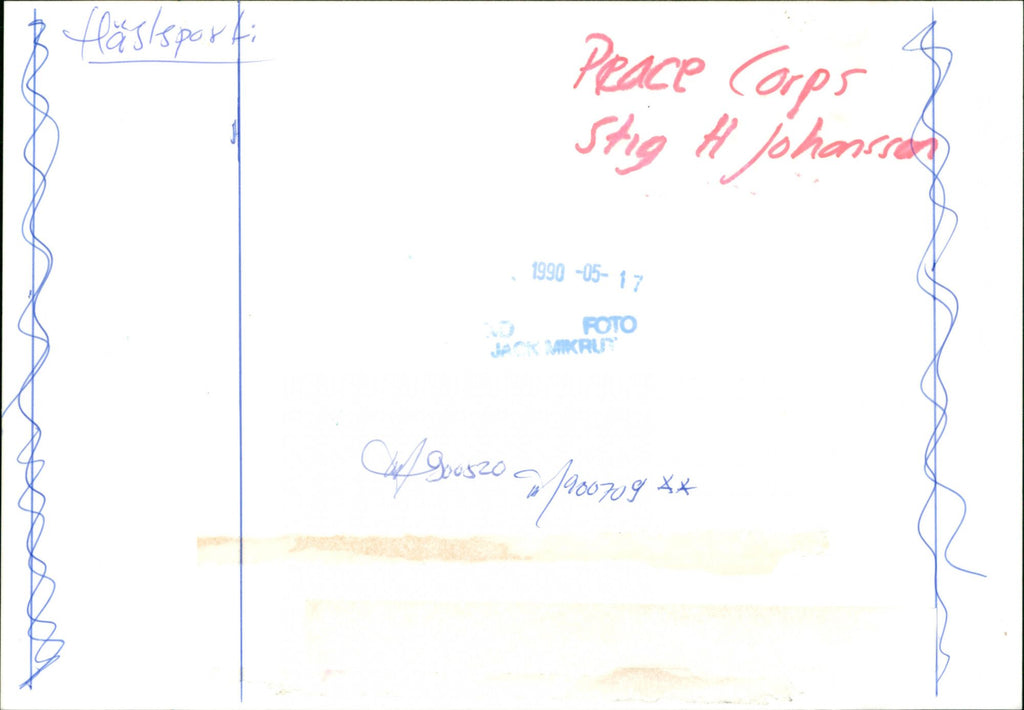 Hästsport:
Peace Corps
Stig H Johansson
1990 -05- 17
FOTO
JACK MIKRUT
900520
/900709 **